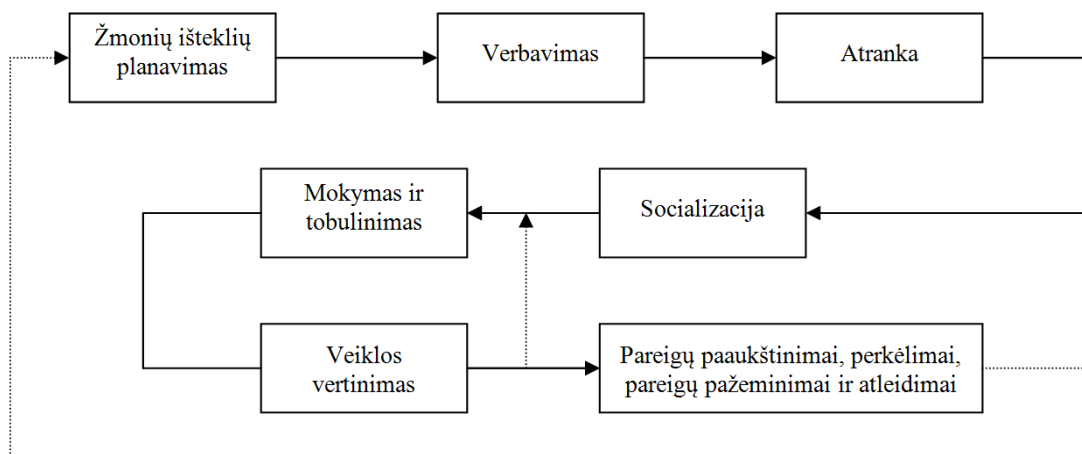 Žmonių išteklių
planavimas
Verbavimas
Atranka
Mokymas ir
tobulinimas
Socializacija
Veiklos
vertinimas
Pareigų paaukštinimai, perkėlimai,
pareigų pažeminimai ir atleidimai